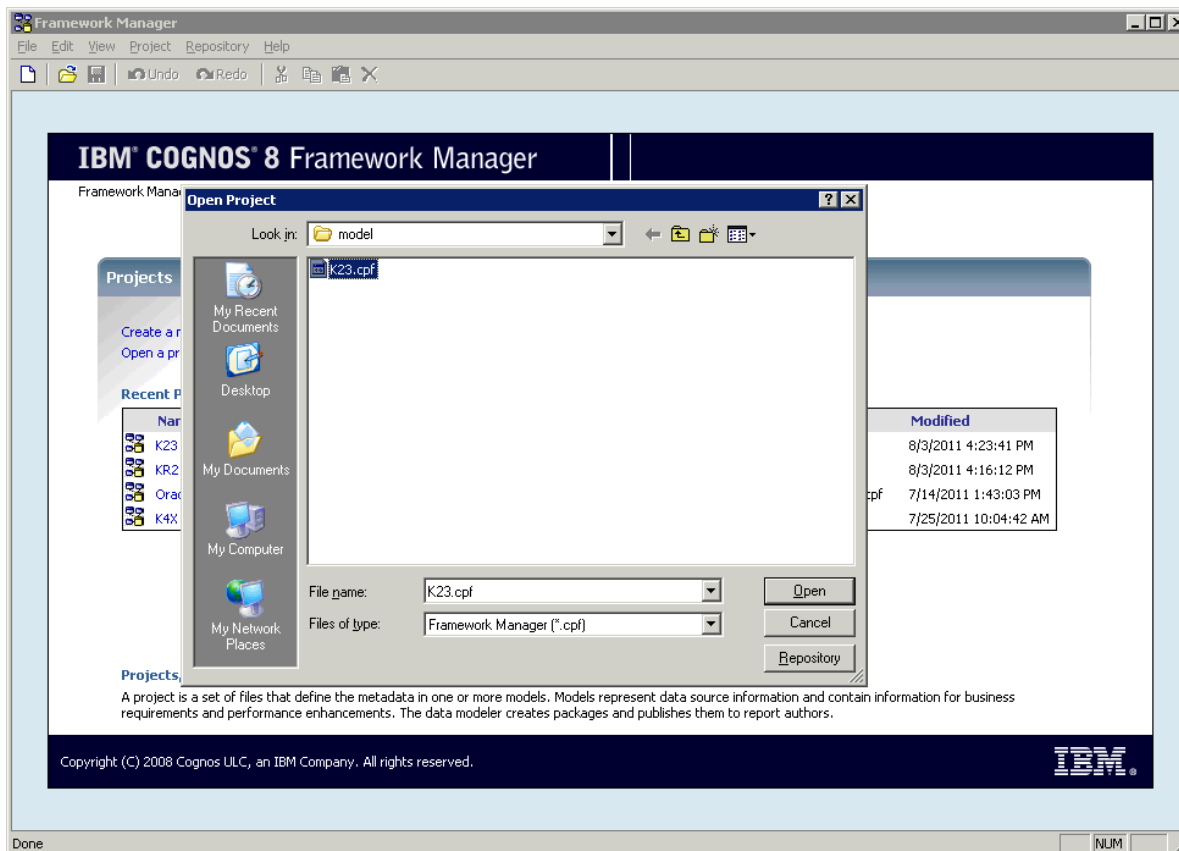 Framework Manager
File Edit View Project Repository Help
Undo Redo
IBM® COGNOS® 8 Framework Manager
Framework Mana
Open Project
Look in: model
K23.cpf
My Recent
Documents
Desktop
My Documents
My Computer
My Network
Places
File name: K23.cpf Open
Files of type: Framework Manager (*.cpf) Cancel
Repository
Projects
Create a
Open a
Recent
Modified
K23 8/3/2011 4:23:41 PM
KR2 8/3/2011 4:16:12 PM
Orac .cpf 7/14/2011 1:43:03 PM
K4X 7/25/2011 10:04:42 AM
Projects,
A project is a set of files that define the metadata in one or more models. Models represent data source information and contain information for business
requirements and performance enhancements. The data modeler creates packages and publishes them to report authors.
Copyright (C) 2008 Cognos ULC, an IBM Company. All rights reserved. IBM®
Done NUM